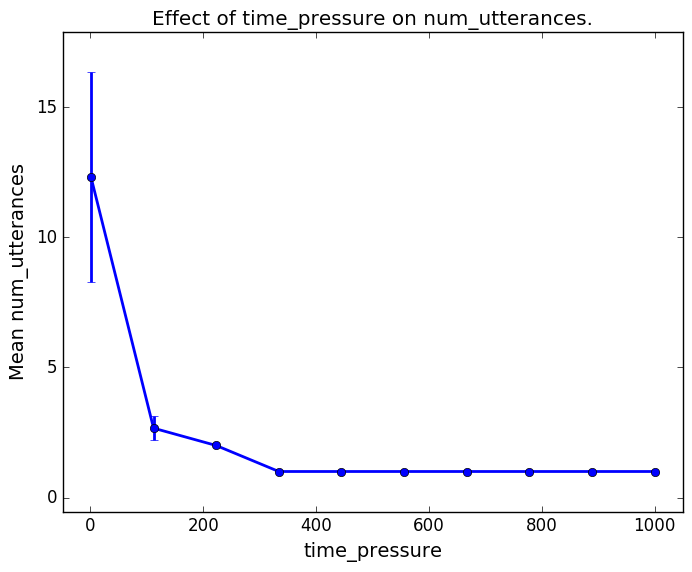 Effect of time_pressure on num_utterances.
Mean num_utterances
15
10
5
0
0 200 400 600 800 1000
time_pressure